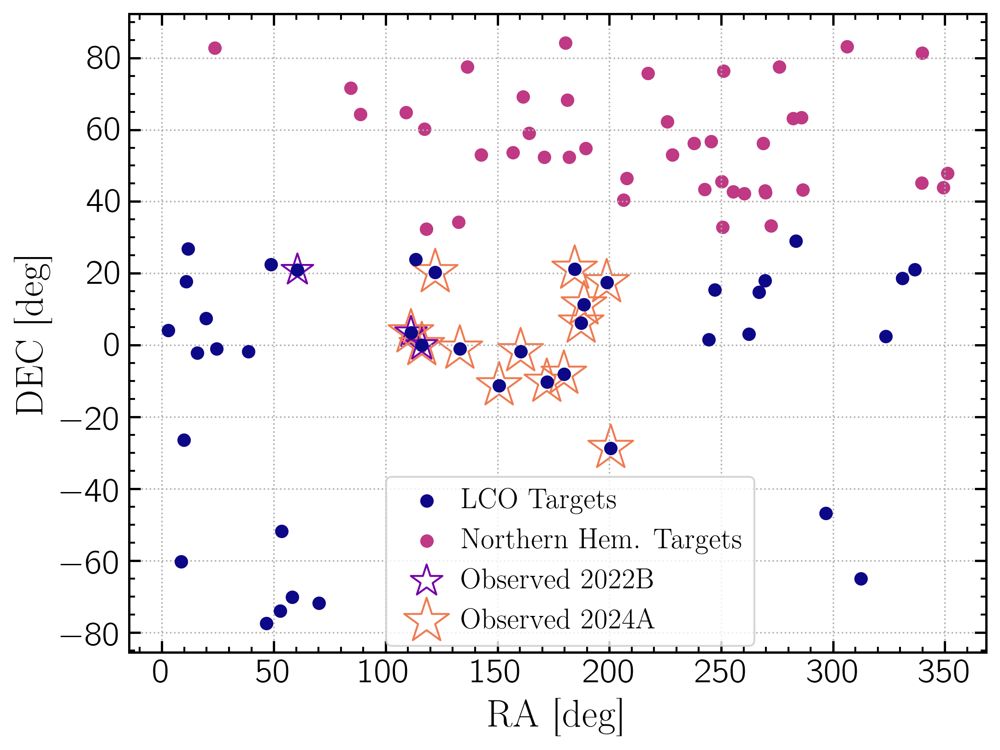 80
60
40
20
0
−20
−40
−60
−80
DEC [deg]
LCO Targets
Northern Hem. Targets
Observed 2022B
Observed 2024A
0 50 100 150 200 250 300 350
RA [deg]